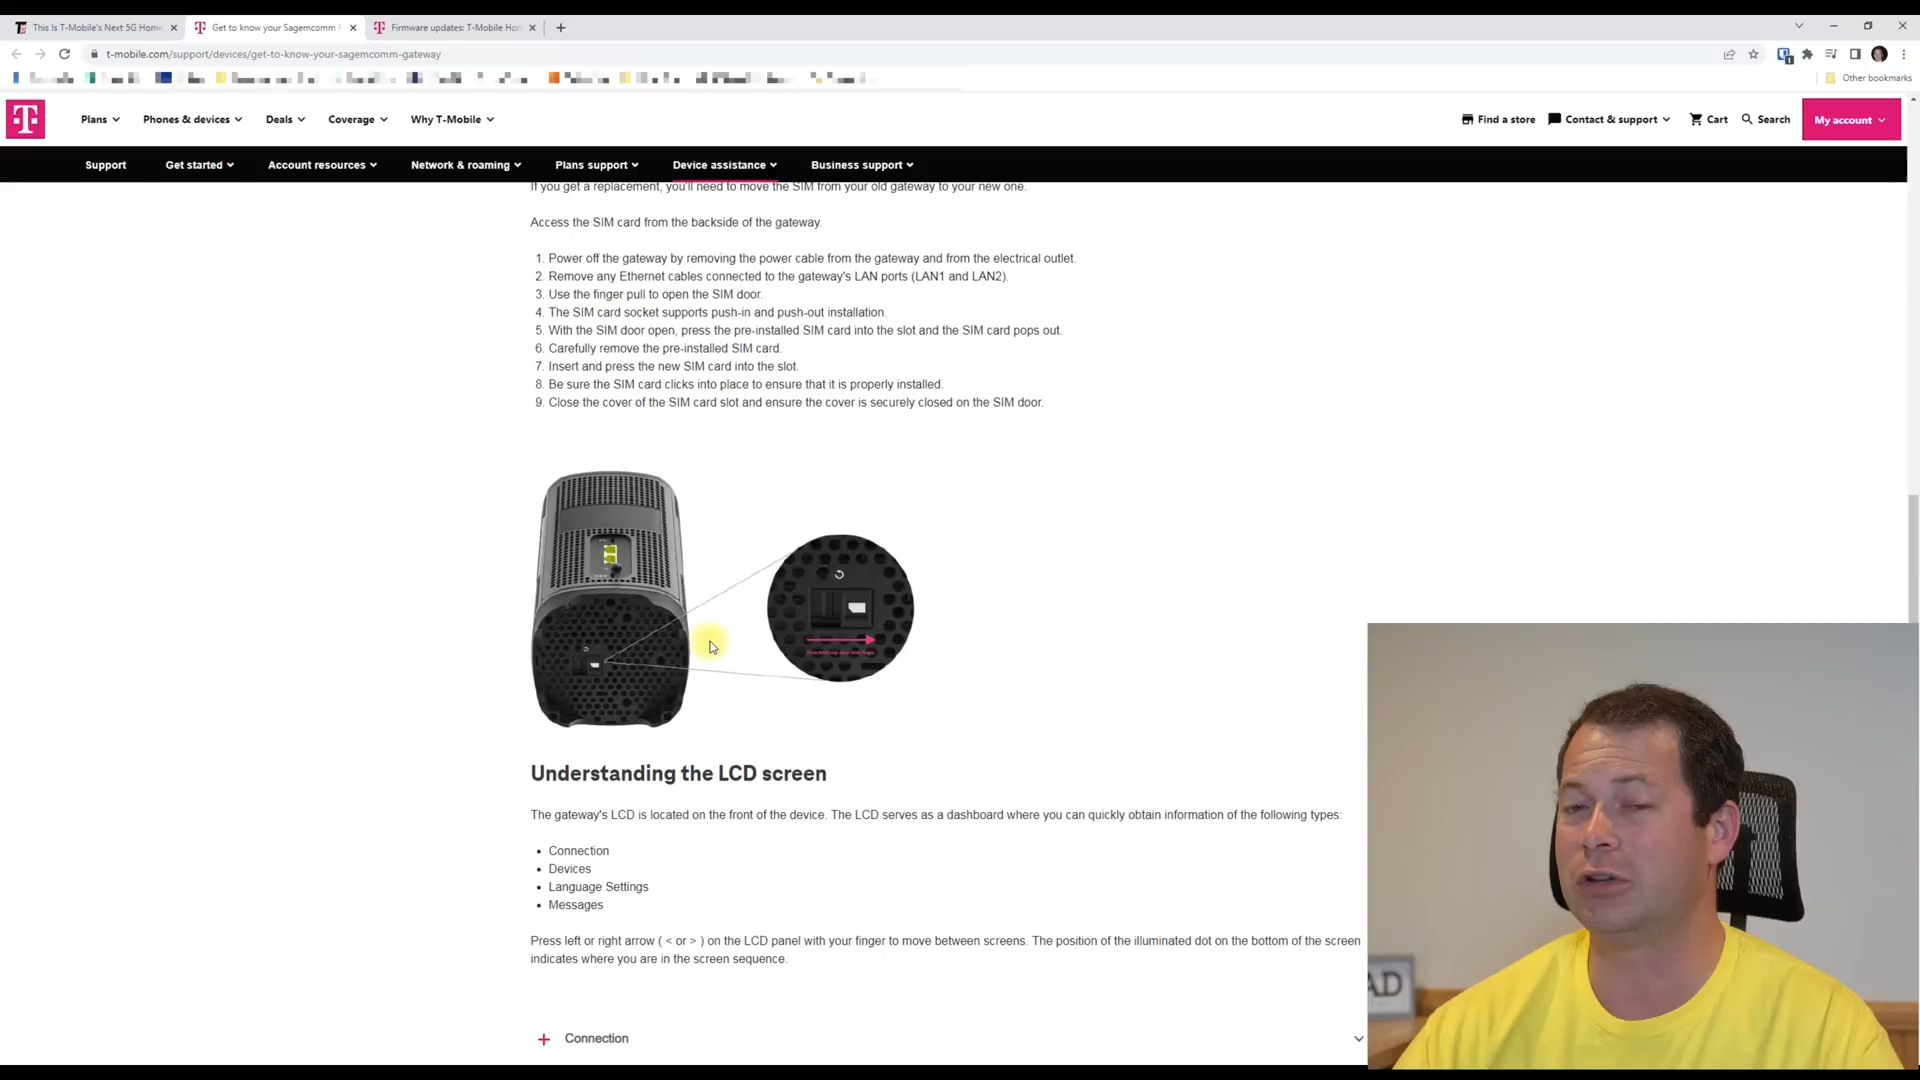 This Is T-Mobile's Next 5G Home
Get to know your Sagemcomm
Firmware updates: T-Mobile Hom
t-mobile.com/support/devices/get-to-know-your-sagemcomm-gateway
Other bookmarks
T
Plans
Phones & devices
Deals
Coverage
Why T-Mobile
Find a store
Contact & support
Cart
Search
My account
Support
Get started
Account resources
Network & roaming
Plans support
Device assistance
Business support
If you get a replacement, you'll need to move the SIM from your old gateway to your new one.
Access the SIM card from the backside of the gateway.
1. Power off the gateway by removing the power cable from the gateway and from the electrical outlet.
2. Remove any Ethernet cables connected to the gateway's LAN ports (LAN1 and LAN2).
3. Use the finger pull to open the SIM door.
4. The SIM card socket supports push-in and push-out installation.
5. With the SIM door open, press the pre-installed SIM card into the slot and the SIM card pops out.
6. Carefully remove the pre-installed SIM card.
7. Insert and press the new SIM card into the slot.
8. Be sure the SIM card clicks into place to ensure that it is properly installed.
9. Close the cover of the SIM card slot and ensure the cover is securely closed on the SIM door.
Understanding the LCD screen
The gateway's LCD is located on the front of the device. The LCD serves as a dashboard where you can quickly obtain information of the following types:
• Connection
• Devices
• Language Settings
• Messages
Press left or right arrow ( < or > ) on the LCD panel with your finger to move between screens. The position of the illuminated dot on the bottom of the screen
indicates where you are in the screen sequence.
+ Connection
AD